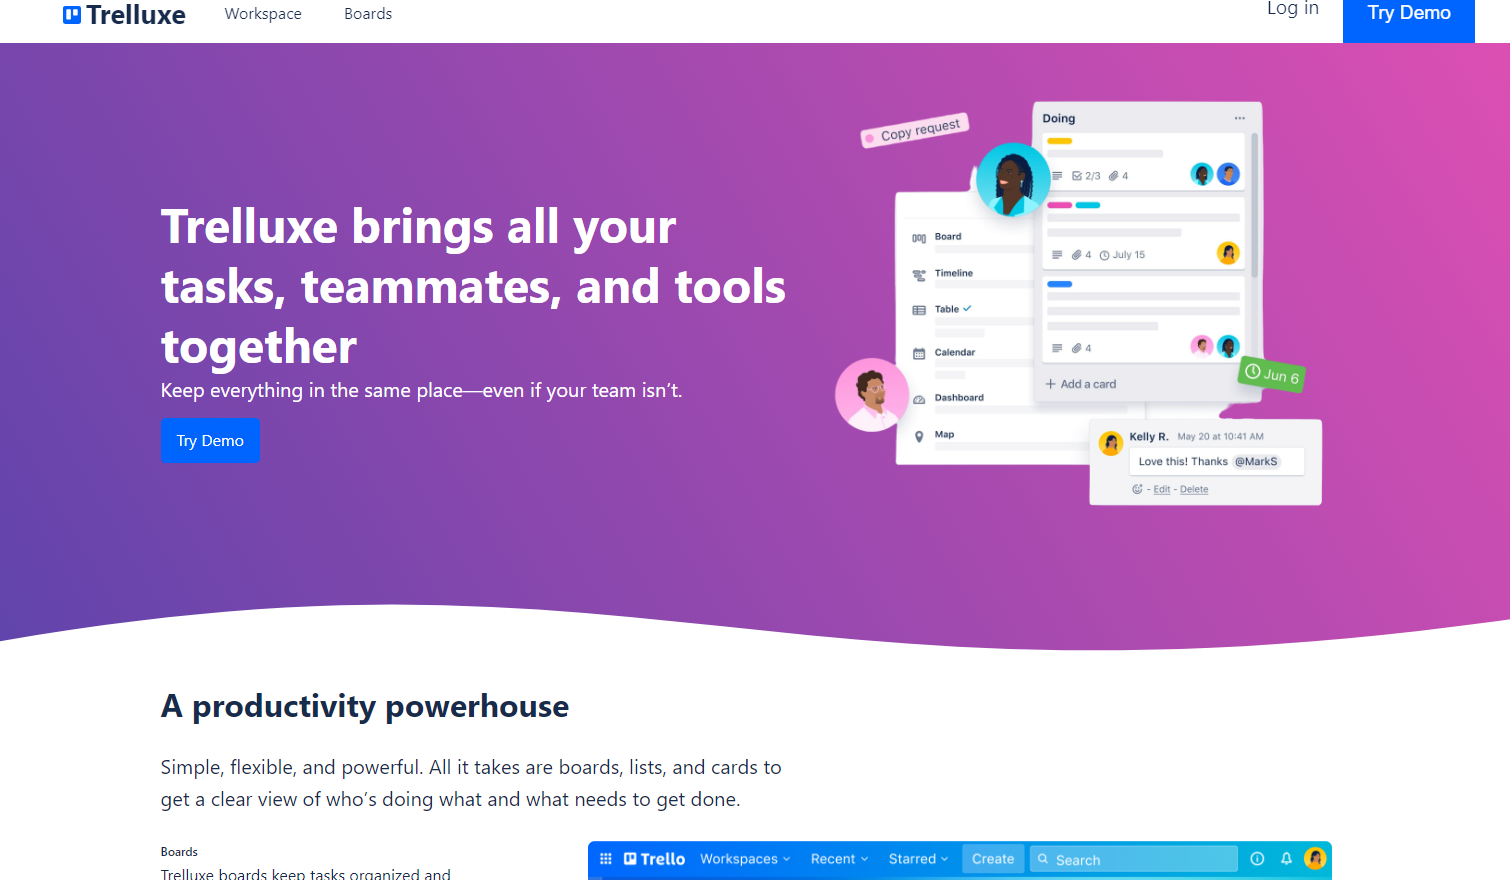 Trelluxe
Workspace
Boards
Log in
Try Demo
Trelluxe brings all your
tasks, teammates, and tools
together
Keep everything in the same place—even if your team isn’t.
Try Demo
Copy request
Doing
2/3 4
4 July 15
4
Add a card
Board
Timeline
Table
Calendar
Dashboard
Map
Jun 6
Kelly R. May 20 at 10:41 AM
Love this! Thanks @MarkS
- Edit - Delete
A productivity powerhouse
Simple, flexible, and powerful. All it takes are boards, lists, and cards to
get a clear view of who’s doing what and what needs to get done.
Boards
Trelluxe boards keep tasks organized and
Trello Workspaces Recent Starred Create Search